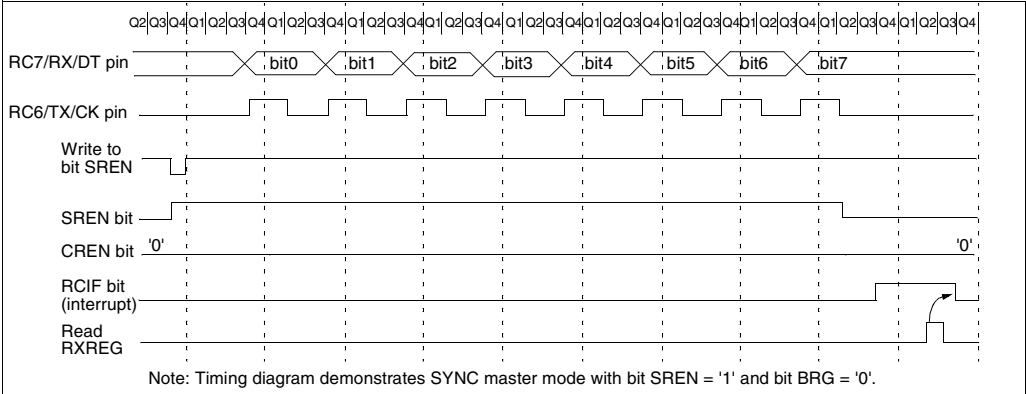 Q2 Q3 Q4 Q1 Q2 Q3 Q4 Q1 Q2 Q3 Q4 Q1 Q2 Q3 Q4 Q1 Q2 Q3 Q4 Q1 Q2 Q3 Q4 Q1 Q2 Q3 Q4 Q1 Q2 Q3 Q4 Q1 Q2 Q3 Q4 Q1 Q2 Q3 Q4 Q1 Q2 Q3 Q4
RC7/RX/DT pin bit0 bit1 bit2 bit3 bit4 bit5 bit6 bit7
RC6/TX/CK pin
Write to
bit SREN
SREN bit
CREN bit '0' '0'
RCIF bit
(interrupt)
Read
RXREG
Note: Timing diagram demonstrates SYNC master mode with bit SREN = '1' and bit BRG = '0'.